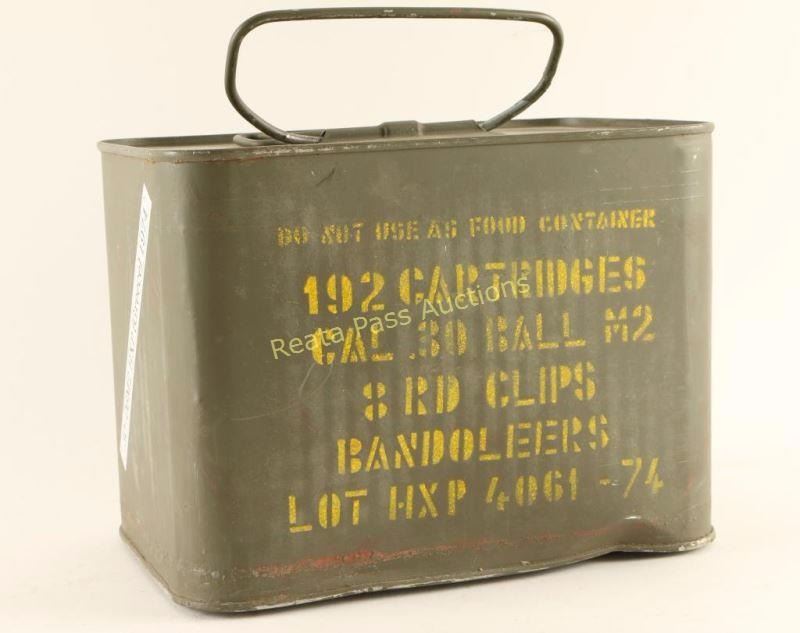 DO NOT USE AS FOOD CONTAINER
192 CARTRIDGES
CAL .30 BALL M2
8 RD CLIPS
BANDOLEERS
LOT HXP 4061 -74
Reata Pass Auctions